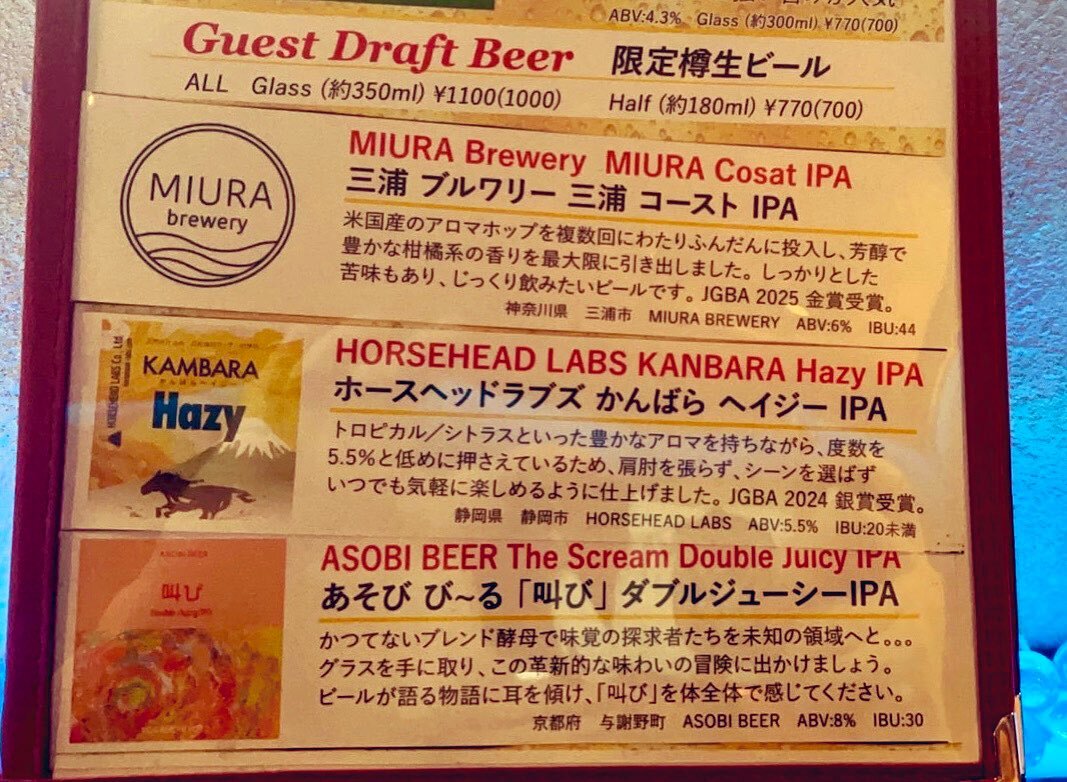 ABV:4.3% Glass (約300ml) ¥770(700)
Guest Draft Beer 限定樽生ビール
ALL Glass (約350ml) ¥1100(1000) Half (約180ml) ¥770(700)
MIURA
brewery
MIURA Brewery MIURA Cosat IPA
三浦 ブルワリー 三浦 コースト IPA
米国産のアロマホップを複数回にわたりふんだんに投入し、芳醇で
豊かな柑橘系の香りを最大限に引き出しました。しっかりとした
苦味もあり、じっくり飲みたいビールです。JGBA 2025 金賞受賞。
神奈川県 三浦市 MIURA BREWERY ABV:6% IBU:44
HORSEHEAD LABS Co., Ltd.
KAMBARA
かんばらヘイジー
Hazy
HORSEHEAD LABS KANBARA Hazy IPA
ホースヘッドラブズ かんばら ヘイジー IPA
トロピカル／シトラスといった豊かなアロマを持ちながら、度数を
5.5%と低めに押さえているため、肩肘を張らず、シーンを選ばず
いつでも気軽に楽しめるように仕上げました。JGBA 2024 銀賞受賞。
静岡県 静岡市 HORSEHEAD LABS ABV:5.5% IBU:20未満
ASOBI BEER
叫び
Double Juicy IPA
ASOBI BEER The Scream Double Juicy IPA
あそび び～る「叫び」ダブルジューシーIPA
かつてないブレンド酵母で味覚の探求者たちを未知の領域へと。。。
グラスを手に取り、この革新的な味わいの冒険に出かけましょう。
ビールが語る物語に耳を傾け、「叫び」を体全体で感じてください。
京都府 与謝野町 ASOBI BEER ABV:8% IBU:30